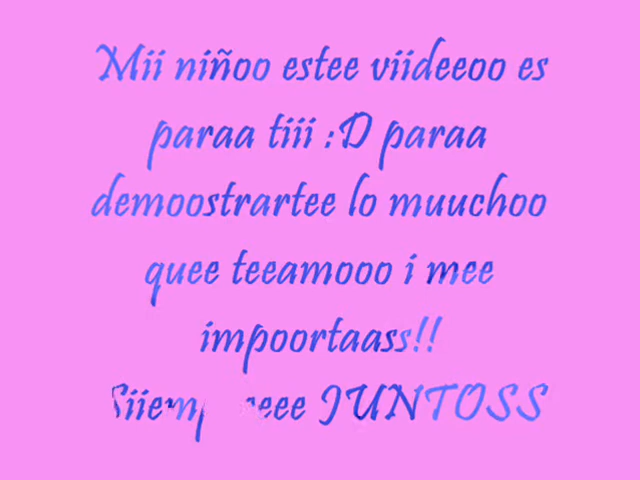 Mii niñoo estee viideeoo es
paraa tiii :D paraa
demoostrartee lo muuchoo
quee teeamooo i mee
impoortaass!!
JUNTOSS